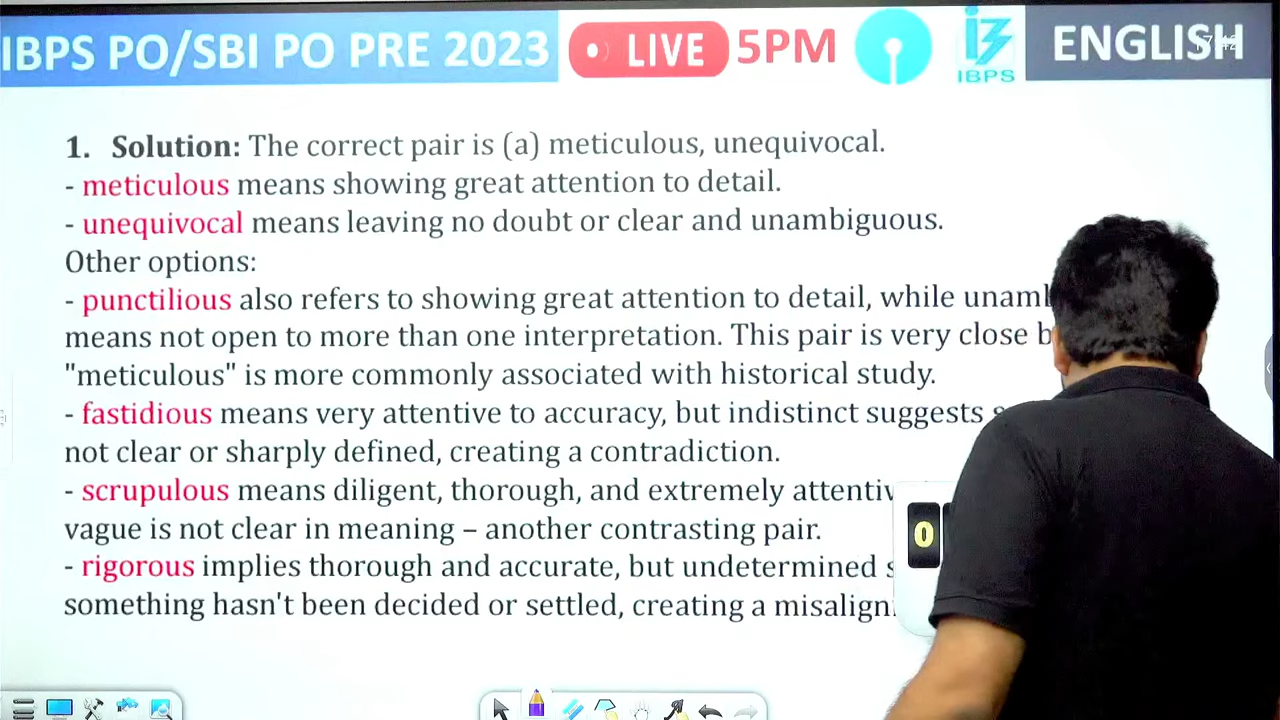 IBPS PO/SBI PO PRE 2023 LIVE 5PM IBPS ENGLISH
17:42
1. Solution: The correct pair is (a) meticulous, unequivocal.
- meticulous means showing great attention to detail.
- unequivocal means leaving no doubt or clear and unambiguous.
Other options:
- punctilious also refers to showing great attention to detail, while
means not open to more than one interpretation. This pair is very close
"meticulous" is more commonly associated with historical study.
- fastidious means very attentive to accuracy, but indistinct suggests
not clear or sharply defined, creating a contradiction.
- scrupulous means diligent, thorough, and extremely
vague is not clear in meaning – another contrasting pair.
- rigorous implies thorough and accurate, but undetermined
something hasn't been decided or settled, creating a
0